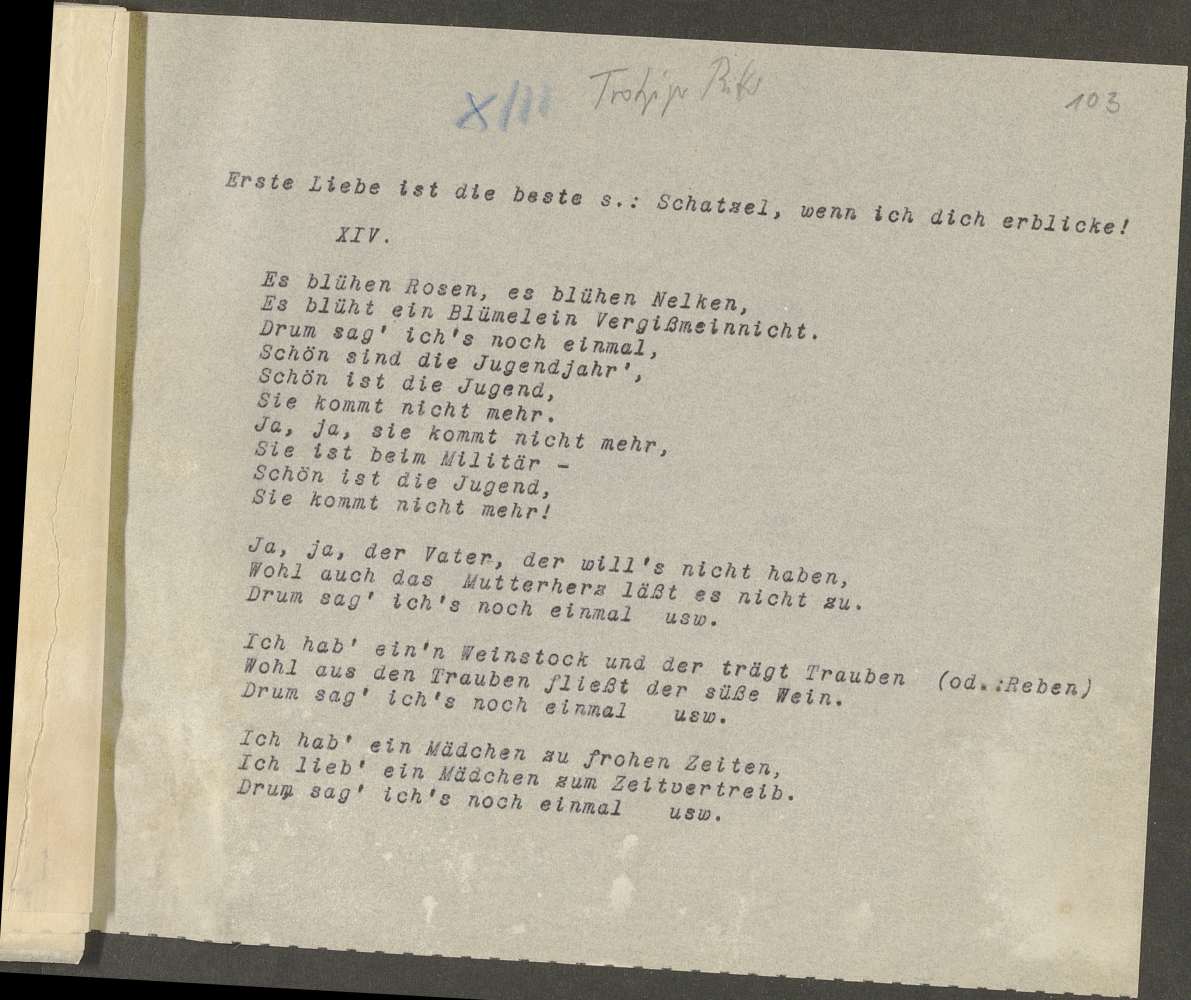 XIII
103
Erste Liebe ist die beste s.: Schatzel, wenn ich dich erblicke!
XIV.
Es blühen Rosen, es blühen Nelken,
Es blüht ein Blümelein Vergißmeinnicht.
Drum sag' ich's noch einmal,
Schön sind die Jugendjahr',
Schön ist die Jugend,
Sie kommt nicht mehr.
Ja, ja, sie kommt nicht mehr,
Sie ist beim Militär -
Schön ist die Jugend,
Sie kommt nicht mehr!
Ja, ja, der Vater, der will's nicht haben,
Wohl auch das Mutterherz läßt es nicht zu.
Drum sag' ich's noch einmal usw.
Ich hab' ein'n Weinstock und der trägt Trauben (od.:Reben)
Wohl aus den Trauben fließt der süße Wein.
Drum sag' ich's noch einmal usw.
Ich hab' ein Mädchen zu frohen Zeiten,
Ich lieb' ein Mädchen zum Zeitvertreib.
Drum sag' ich's noch einmal usw.